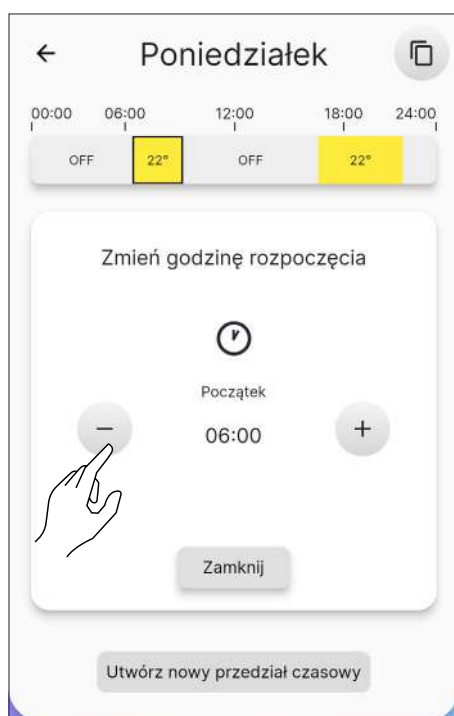 Poniedziałek
00:00 06:00 12:00 18:00 24:00
OFF 22° OFF 22°
Zmień godzinę rozpoczęcia
Początek
− 06:00 +
Zamknij
Utwórz nowy przedział czasowy